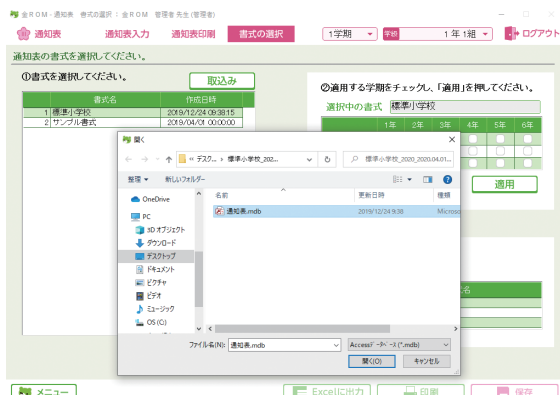 金ROM - 通知表 書式の選択 : 金ROM 管理者 先生 (管理者)
通知表 通知表入力 通知表印刷 書式の選択 1学期 学級 1年 1組 ログアウト
通知表の書式を選択してください。
①書式を選択してください。 取込み
書式名 作成日時
1 標準小学校 2019/12/24 09:38:15
2 サンプル書式 2019/04/01 00:00:00
②適用する学期をチェックし、「適用」を押してください。
選択中の書式 標準小学校
1年 2年 3年 4年 5年 6年
適用
名
開く
« デスク... › 標準小学校_202... 標準小学校_2020_2020.04.01...
整理 新しいフォルダー
名前 更新日時 種類
通知表.mdb 2019/12/24 9:38 Microso
OneDrive
PC
3D オブジェクト
ダウンロード
デスクトップ
ドキュメント
ピクチャ
ビデオ
ミュージック
OS (C:)
ファイル名(N): 通知表.mdb Accessデータベース (*.mdb)
開く(O) キャンセル
メニュー Excelに出力 印刷 保存